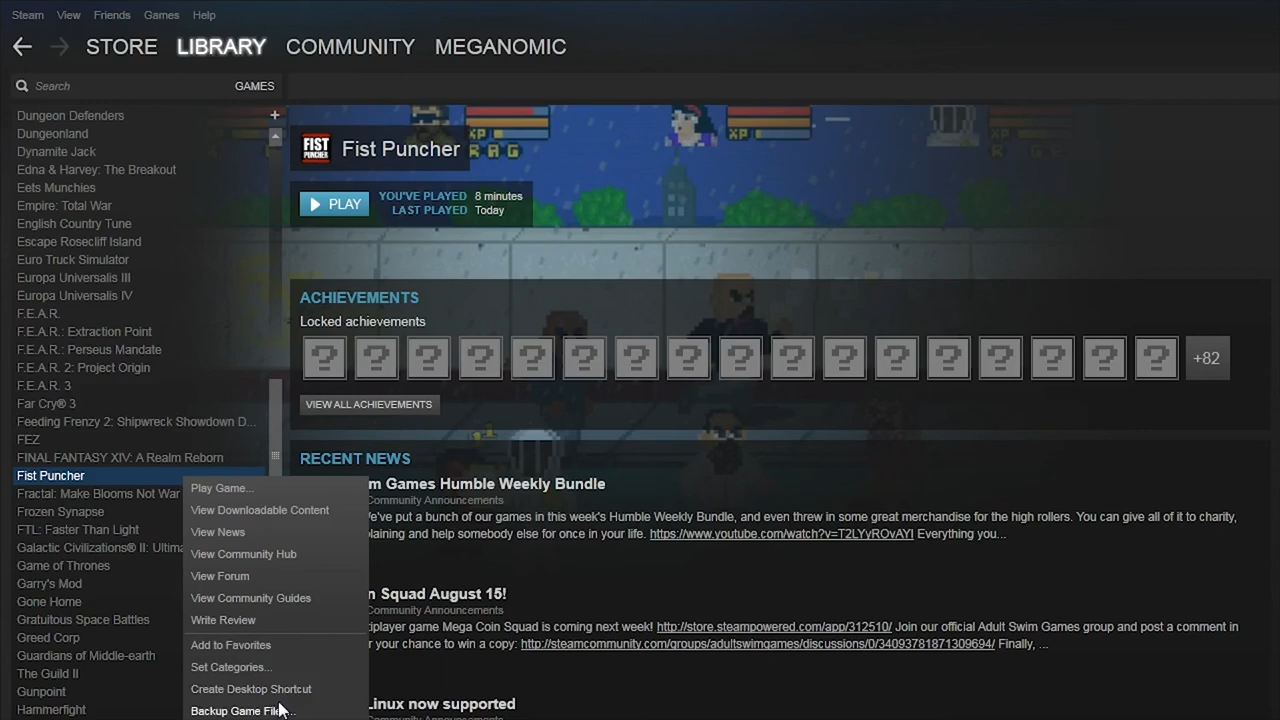 Steam View Friends Games Help
STORE LIBRARY COMMUNITY MEGANOMIC
Search GAMES
Dungeon Defenders
Dungeonland
Dynamite Jack
Edna & Harvey: The Breakout
Eets Munchies
Empire: Total War
English Country Tune
Escape Rosecliff Island
Euro Truck Simulator
Europa Universalis III
Europa Universalis IV
F.E.A.R.
F.E.A.R.: Extraction Point
F.E.A.R.: Perseus Mandate
F.E.A.R. 2: Project Origin
F.E.A.R. 3
Far Cry® 3
Feeding Frenzy 2: Shipwreck Showdown D...
FEZ
FINAL FANTASY XIV: A Realm Reborn
Fist Puncher
Fractal: Make Blooms Not War
Frozen Synapse
FTL: Faster Than Light
Galactic Civilizations® II: Ultima
Game of Thrones
Garry's Mod
Gone Home
Gratuitous Space Battles
Greed Corp
Guardians of Middle-earth
The Guild II
Gunpoint
Hammerfight
Play Game...
View Downloadable Content
View News
View Community Hub
View Forum
View Community Guides
Write Review
Add to Favorites
Set Categories...
Create Desktop Shortcut
Backup Game File...
XP XP
R A G
FIST PUNCHER
Fist Puncher
PLAY
YOU'VE PLAYED 8 minutes
LAST PLAYED Today
ACHIEVEMENTS
Locked achievements
? ? ? ? ? ? ? ? ? ? ? ? ? ? ? ? ? +82
VIEW ALL ACHIEVEMENTS
RECENT NEWS
m Games Humble Weekly Bundle
Community Announcements
We've put a bunch of our games in this week's Humble Weekly Bundle, and even threw in some great merchandise for the high rollers. You can give all of it to charity,
laining and help somebody else for once in your life. https://www.youtube.com/watch?v=T2LYyROvAYI Everything you...
n Squad August 15!
Community Announcements
tiplayer game Mega Coin Squad is coming next week! http://store.steampowered.com/app/312510/ Join our official Adult Swim Games group and post a comment in
r your chance to win a copy: http://steamcommunity.com/groups/adultswimgames/discussions/0/34093781871309694/ Finally, ...
Linux now supported